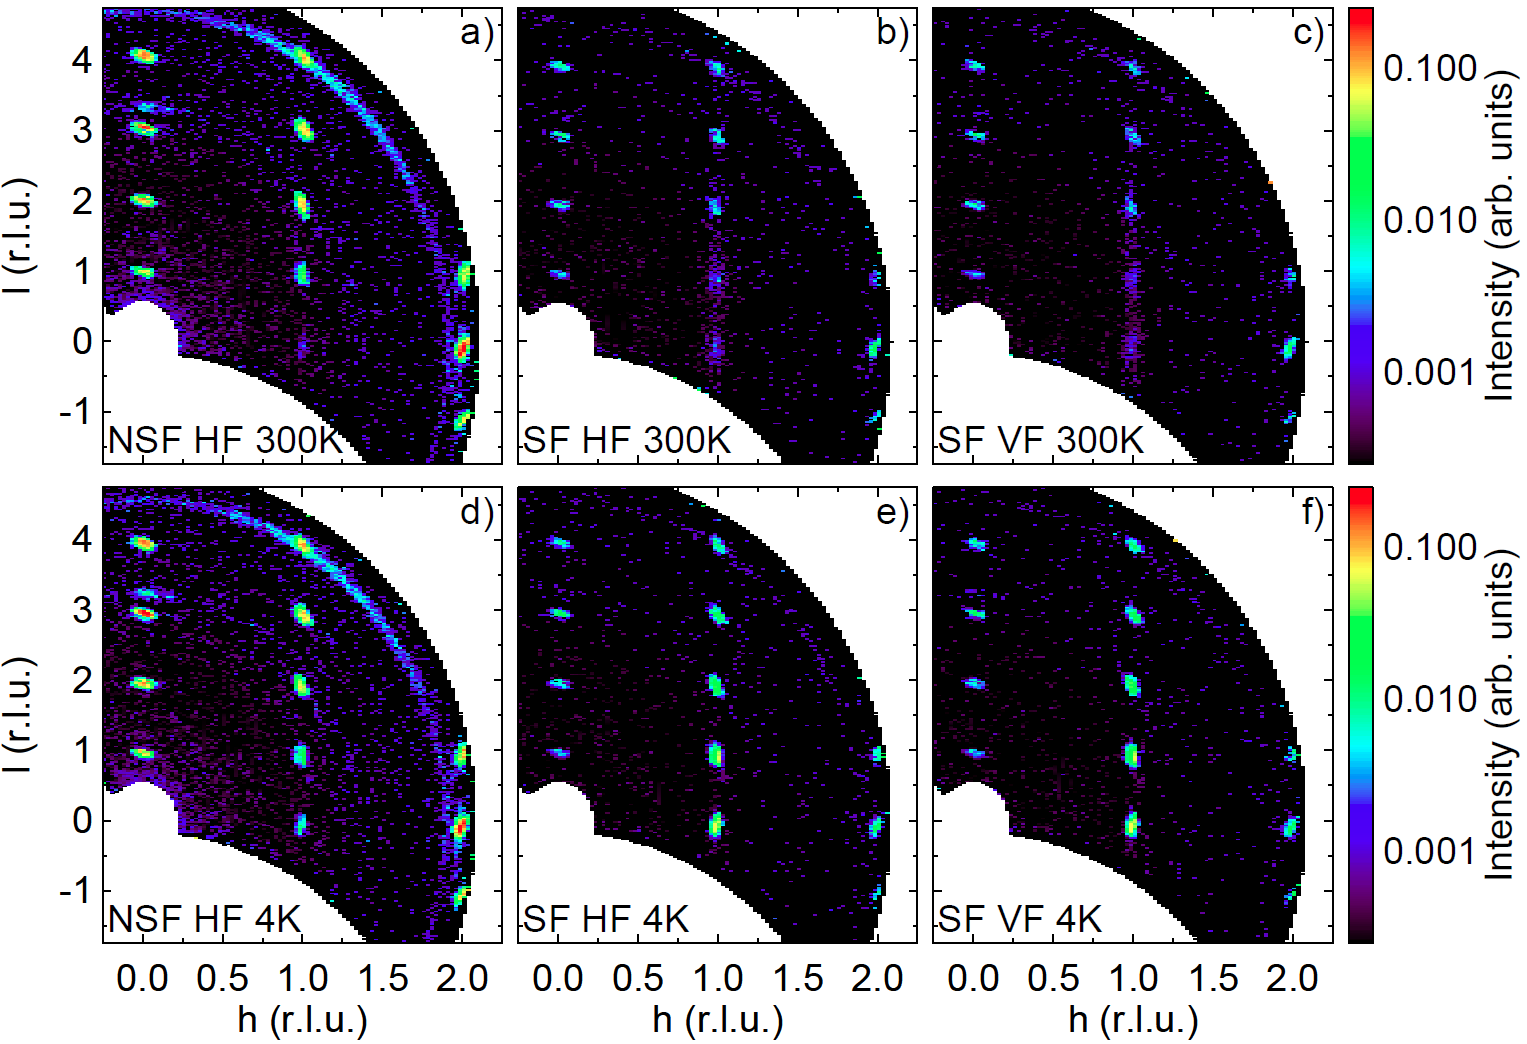 a)
b)
c)
4
3
2
1
0
-1
l (r.l.u.)
NSF HF 300K
SF HF 300K
SF VF 300K
0.100
0.010
0.001
Intensity (arb. units)
d)
e)
f)
4
3
2
1
0
-1
l (r.l.u.)
NSF HF 4K
SF HF 4K
SF VF 4K
0.100
0.010
0.001
Intensity (arb. units)
0.0 0.5 1.0 1.5 2.0
0.0 0.5 1.0 1.5 2.0
0.0 0.5 1.0 1.5 2.0
h (r.l.u.)
h (r.l.u.)
h (r.l.u.)